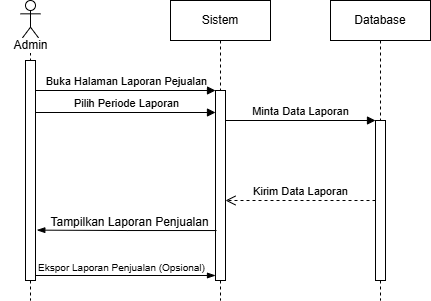 Sistem
Database
Admin
Buka Halaman Laporan Pejualan
Pilih Periode Laporan
Minta Data Laporan
Kirim Data Laporan
Tampilkan Laporan Penjualan
Ekspor Laporan Penjualan (Opsional)